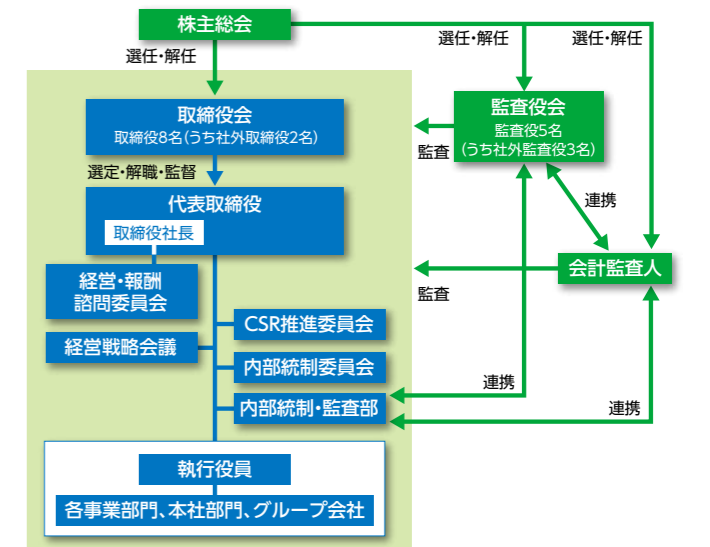 株主総会
選任・解任
選任・解任
選任・解任
取締役会
取締役8名(うち社外取締役2名)
監査役会
監査役5名
(うち社外監査役3名)
監査
選定・解職・監督
代表取締役
取締役社長
連携
会計監査人
監査
経営・報酬
諮問委員会
CSR推進委員会
経営戦略会議
内部統制委員会
連携
内部統制・監査部
連携
執行役員
各事業部門、本社部門、グループ会社